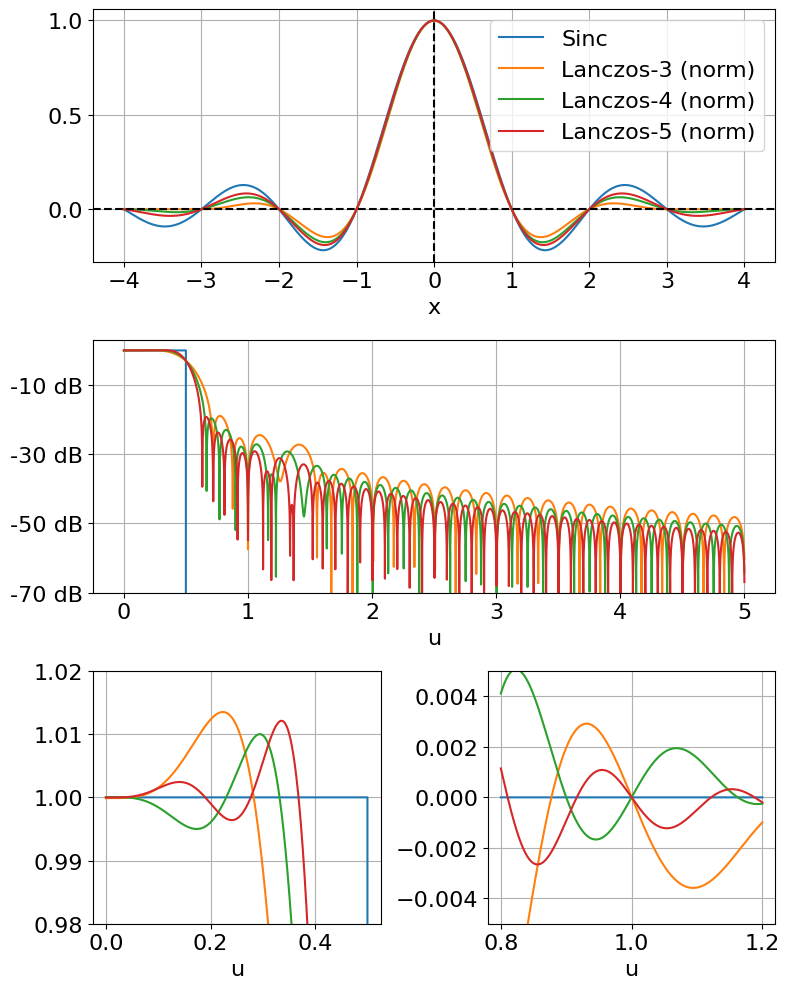 1.0
0.5
0.0
Sinc
Lanczos-3 (norm)
Lanczos-4 (norm)
Lanczos-5 (norm)
−4 −3 −2 −1 0 1 2 3 4
x
-10 dB
-30 dB
-50 dB
-70 dB
0 1 2 3 4 5
u
1.02
1.01
1.00
0.99
0.98
0.0 0.2 0.4
u
0.004
0.002
0.000
−0.002
−0.004
0.8 1.0 1.2
u